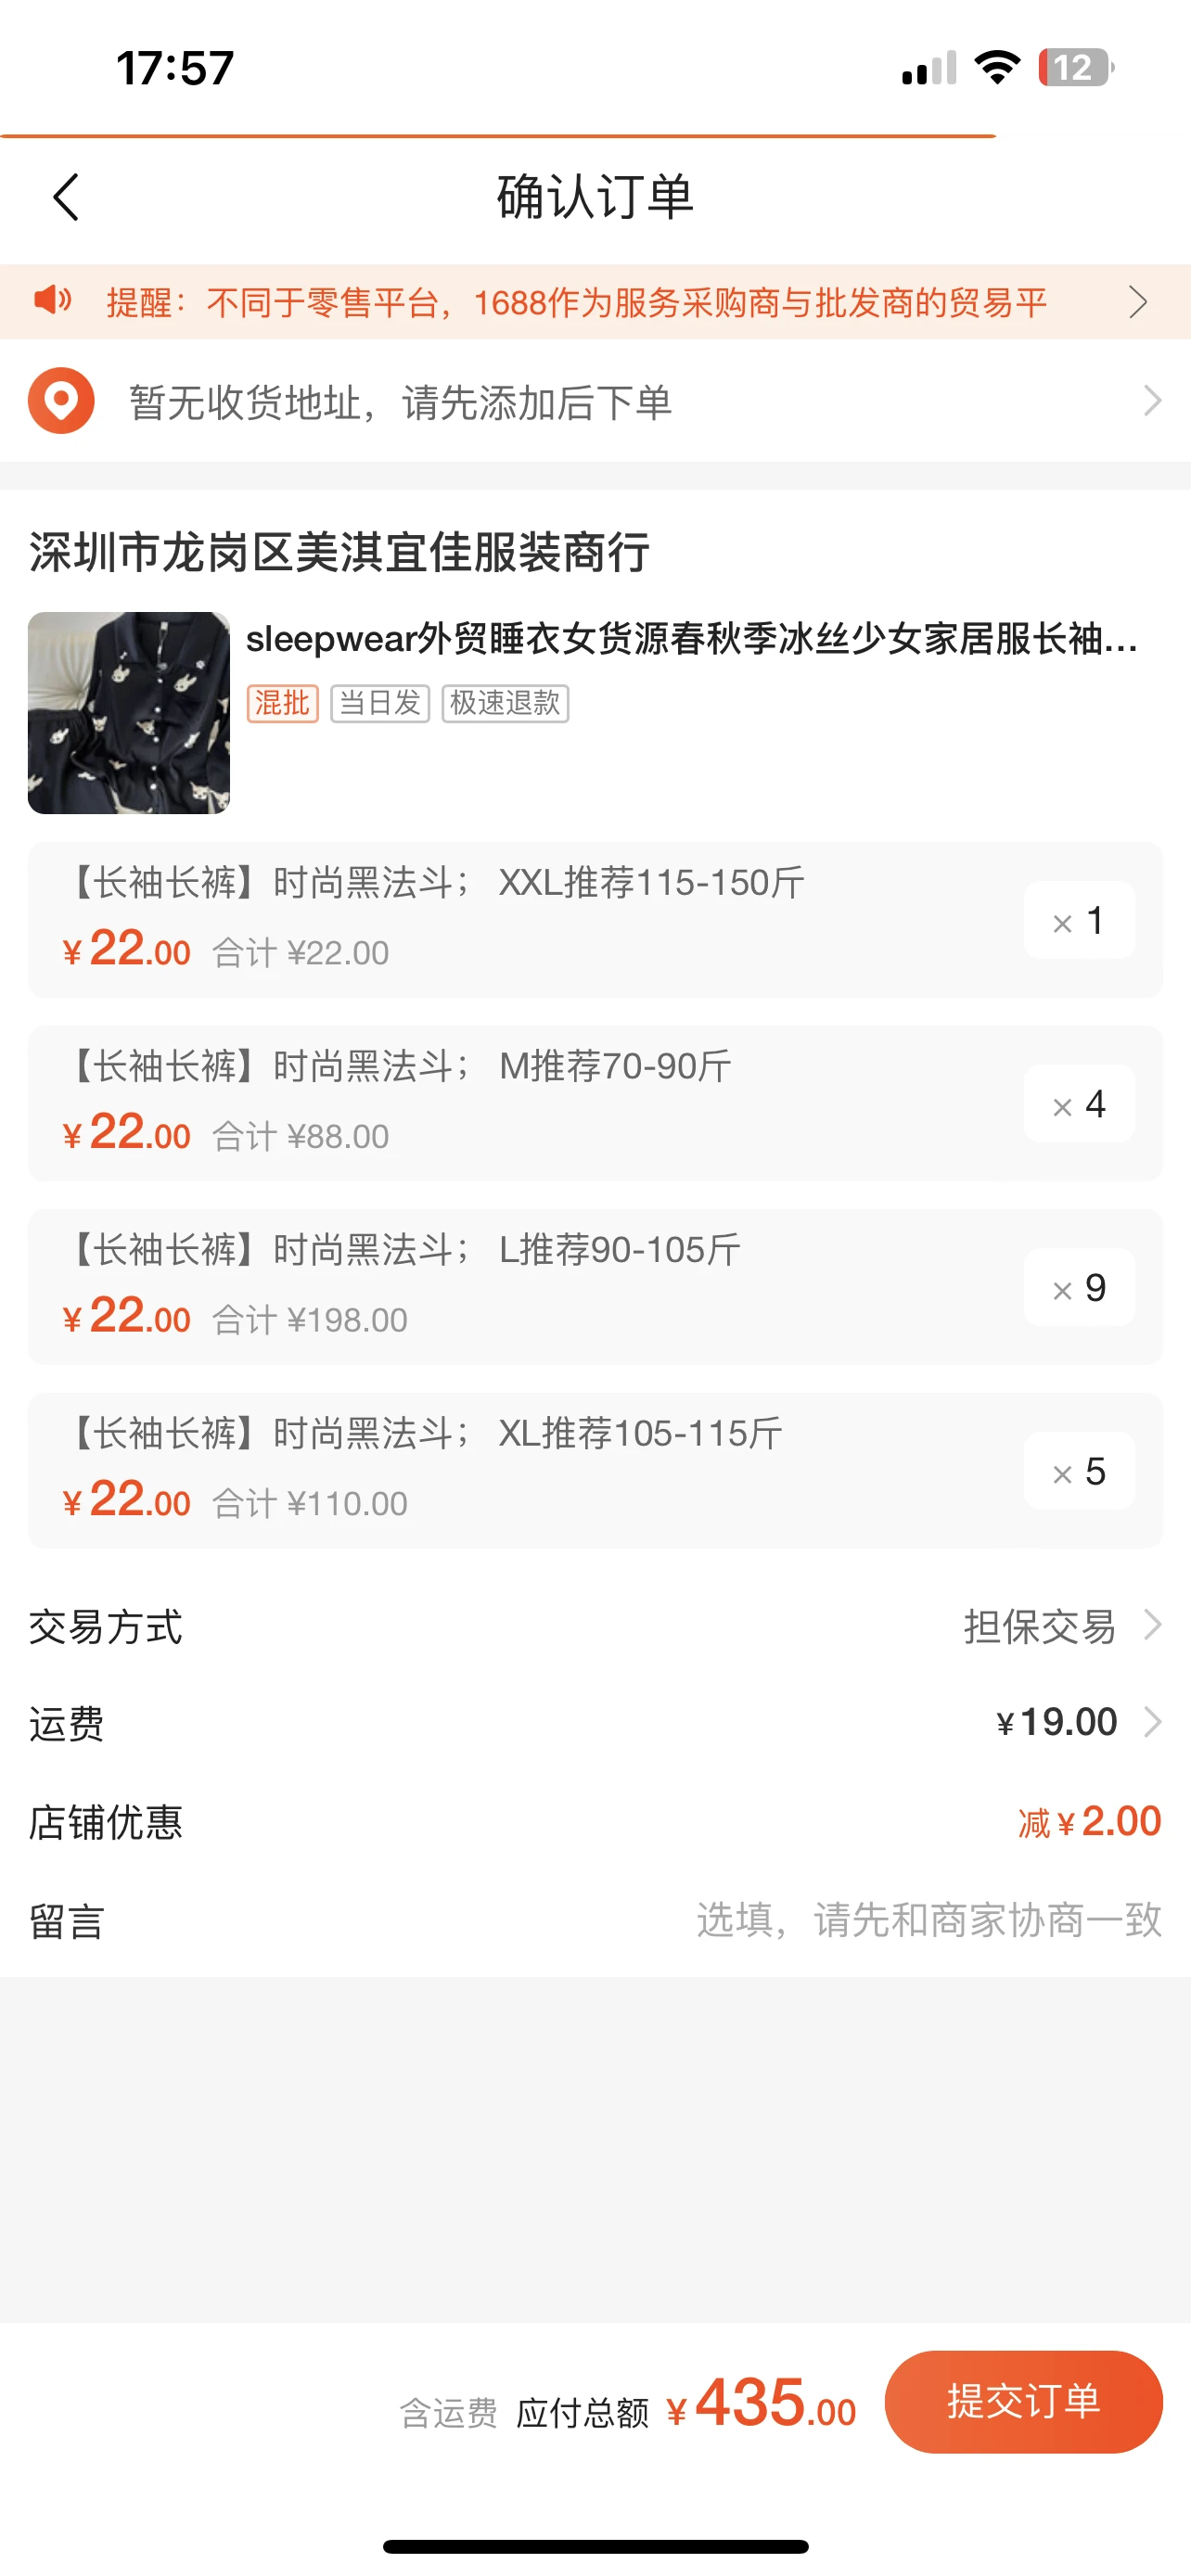 17:57
12
确认订单
提醒：不同于零售平台，1688作为服务采购商与批发商的贸易平
暂无收货地址，请先添加后下单
深圳市龙岗区美淇宜佳服装商行
sleepwear外贸睡衣女货源春秋季冰丝少女家居服长袖...
混批 当日发 极速退款
【长袖长裤】时尚黑法斗； XXL推荐115-150斤
¥22.00 合计 ¥22.00
× 1
【长袖长裤】时尚黑法斗； M推荐70-90斤
¥22.00 合计 ¥88.00
× 4
【长袖长裤】时尚黑法斗； L推荐90-105斤
¥22.00 合计 ¥198.00
× 9
【长袖长裤】时尚黑法斗； XL推荐105-115斤
¥22.00 合计 ¥110.00
× 5
交易方式 担保交易
运费 ¥19.00
店铺优惠 减¥2.00
留言 选填，请先和商家协商一致
含运费 应付总额 ¥435.00 提交订单